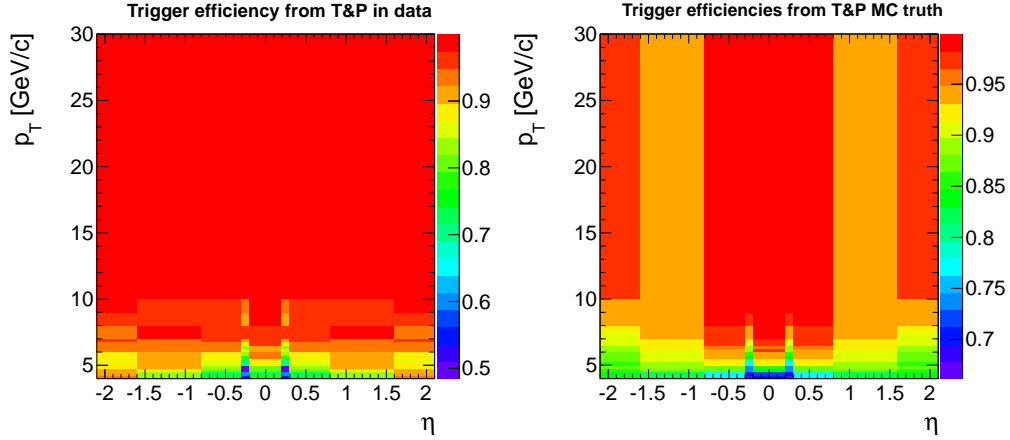 Trigger efficiency from T&P in data
p_T [GeV/c]
30
25
20
15
10
5
-2 -1.5 -1 -0.5 0 0.5 1 1.5 2
η
0.9
0.8
0.7
0.6
0.5
Trigger efficiencies from T&P MC truth
p_T [GeV/c]
30
25
20
15
10
5
-2 -1.5 -1 -0.5 0 0.5 1 1.5 2
η
0.95
0.9
0.85
0.8
0.75
0.7